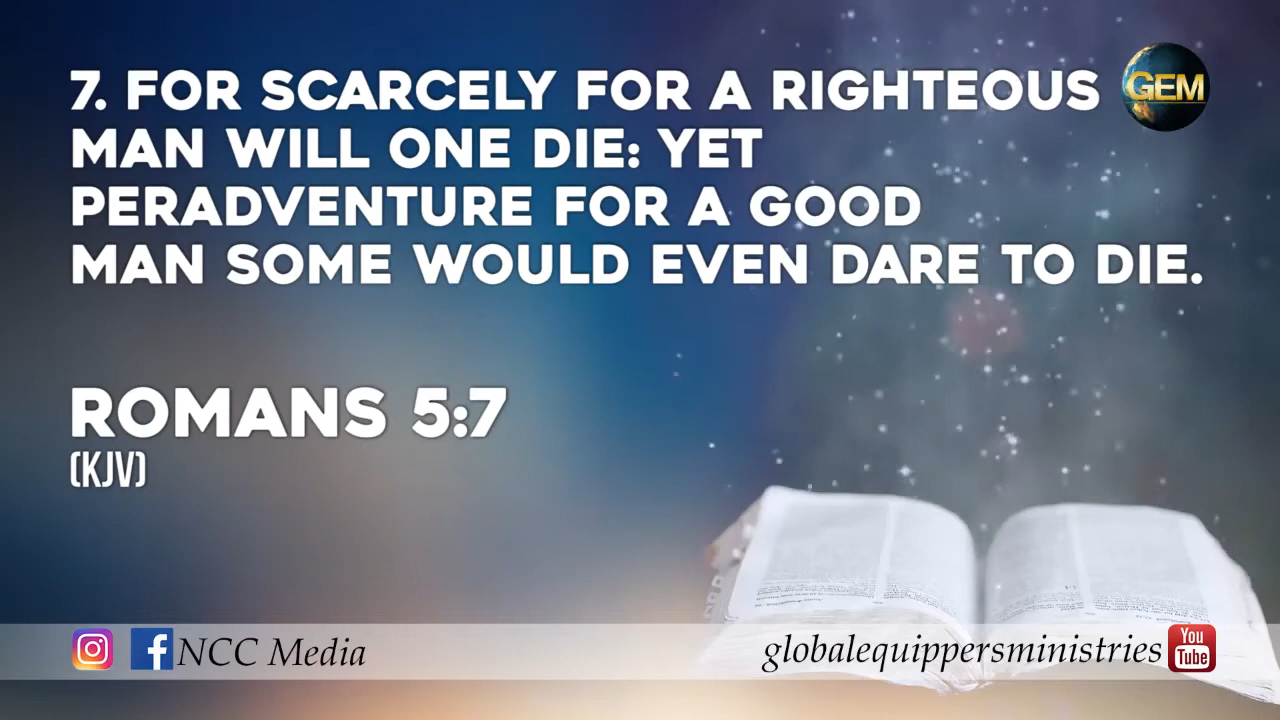 7. FOR SCARCELY FOR A RIGHTEOUS
MAN WILL ONE DIE: YET
PERADVENTURE FOR A GOOD
MAN SOME WOULD EVEN DARE TO DIE.
ROMANS 5:7
(KJV)
GEM
NCC Media
globalequippersministries
You
Tube